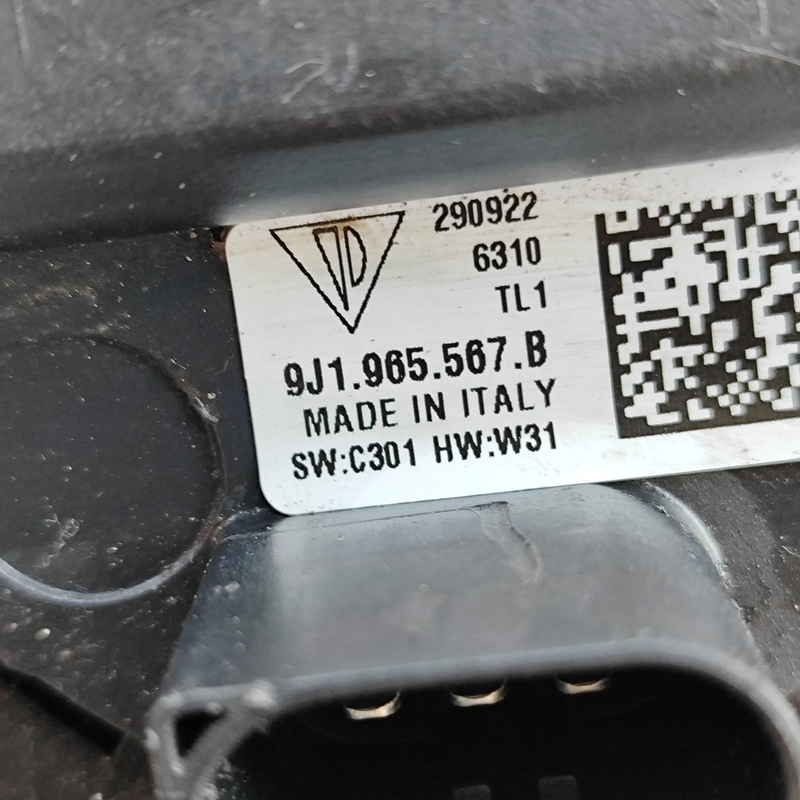 290922
6310
TL1
9J1.965.567.B
MADE IN ITALY
SW:C301 HW:W31